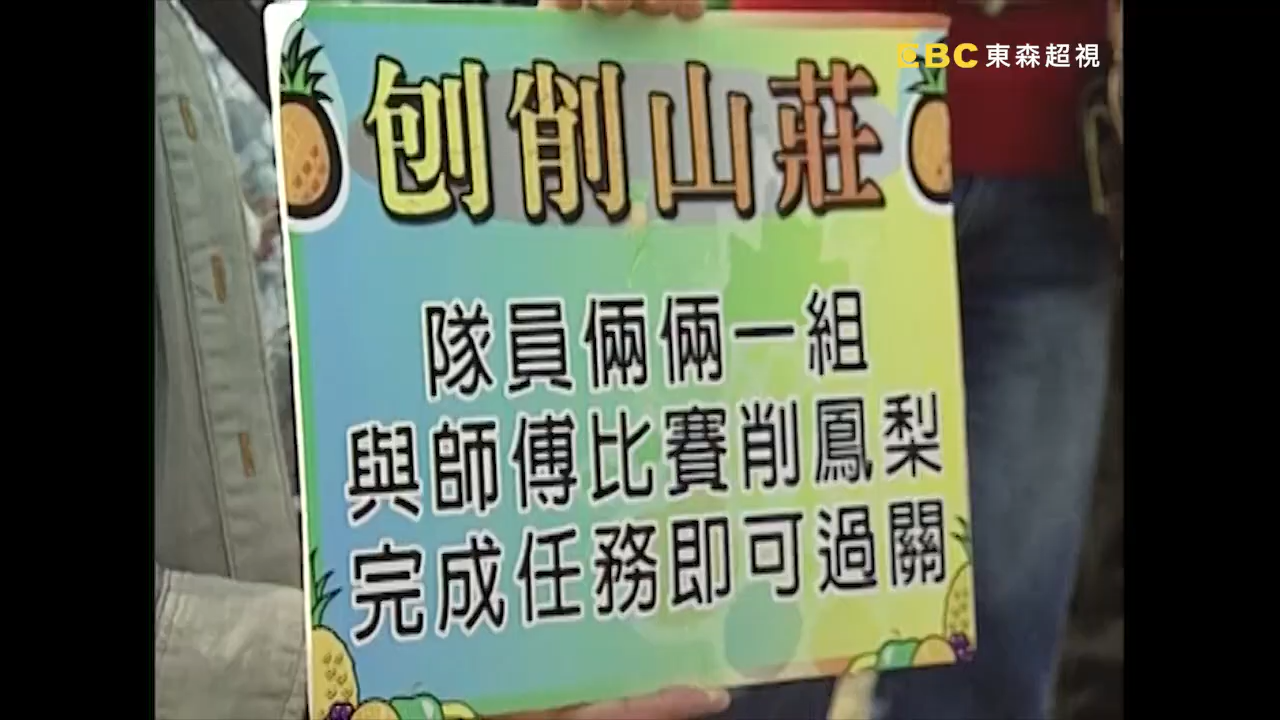 EBC 東森超視
刨削山莊
隊員倆倆一組
與師傅比賽削鳳梨
完成任務即可過關